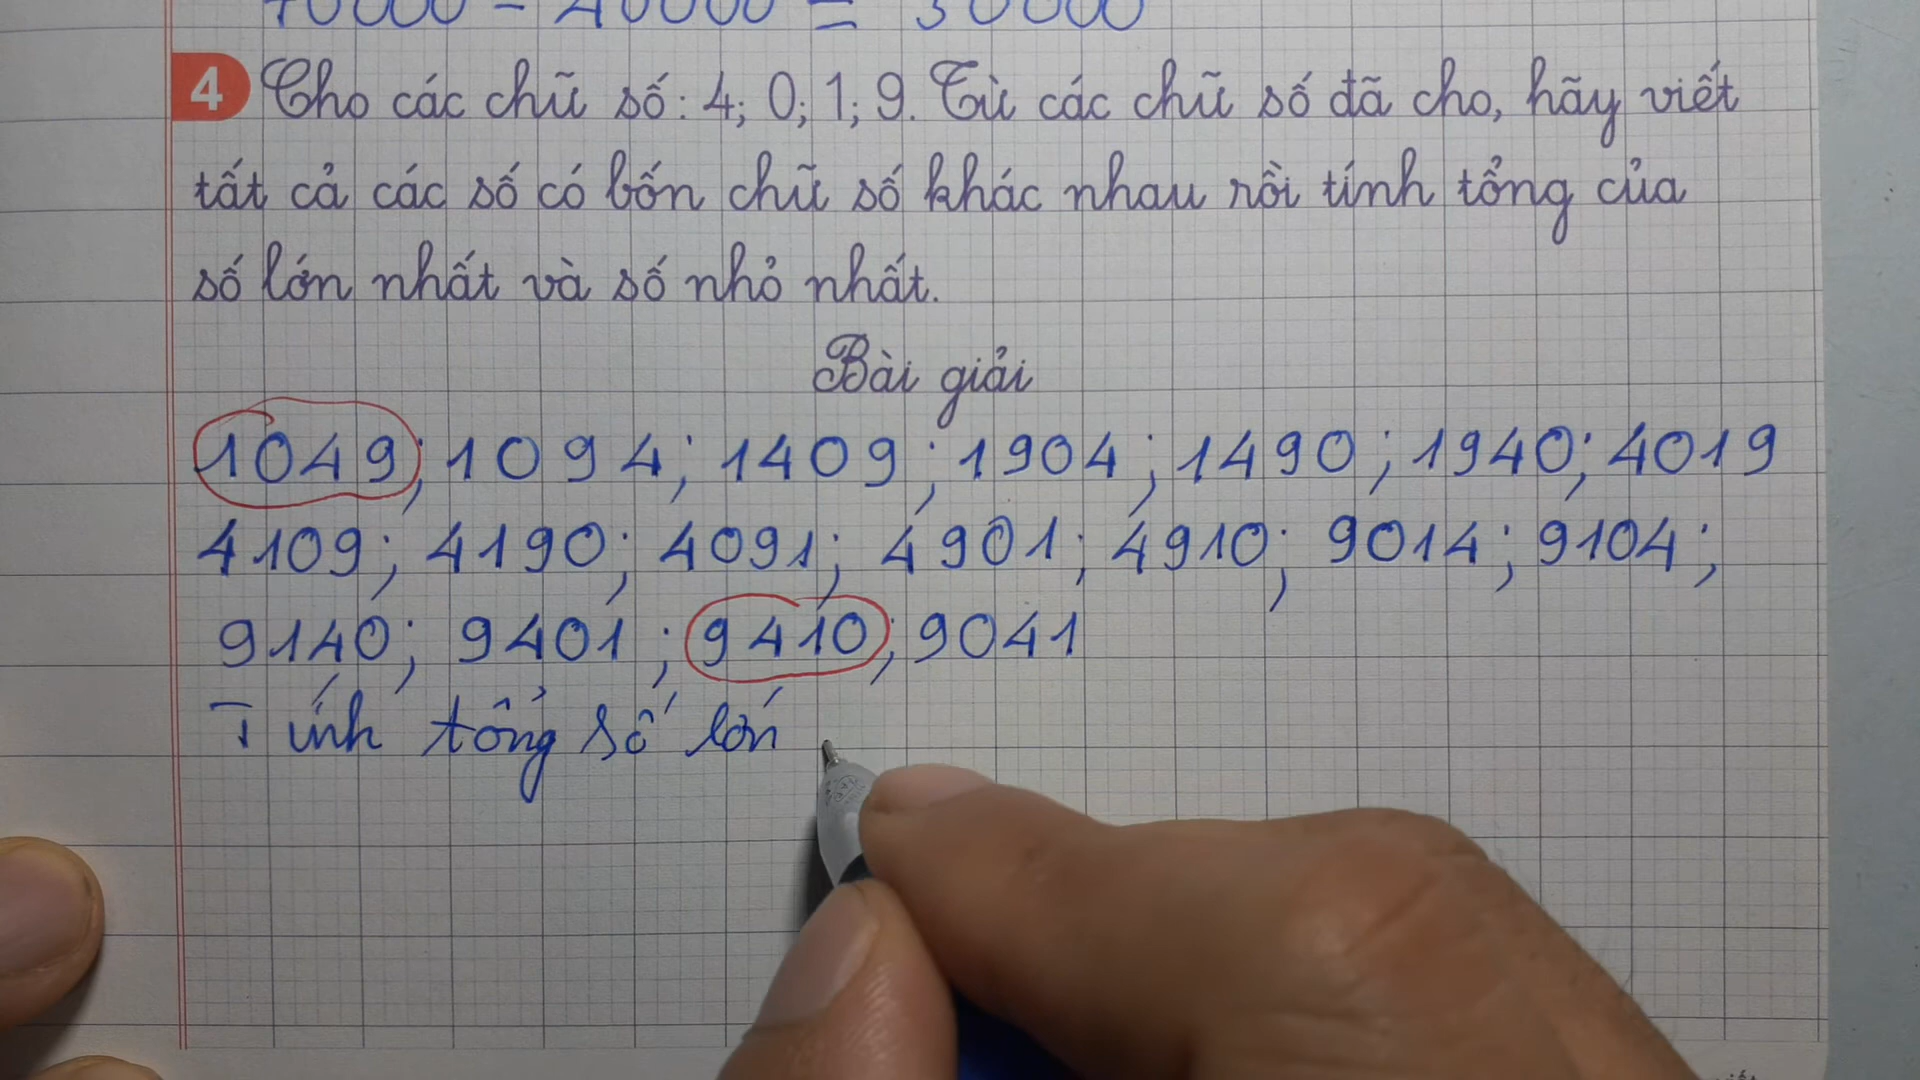 70000 - 40000 = 30000
4 Cho các chữ số: 4; 0; 1; 9. Từ các chữ số đã cho, hãy viết
tất cả các số có bốn chữ số khác nhau rồi tính tổng của
số lớn nhất và số nhỏ nhất.
Bài giải
1049; 1094; 1409; 1904; 1490; 1940; 4019
4109; 4190; 4091; 4901; 4910; 9014; 9104;
9140; 9401; 9410; 9041
Tính tổng số lớn